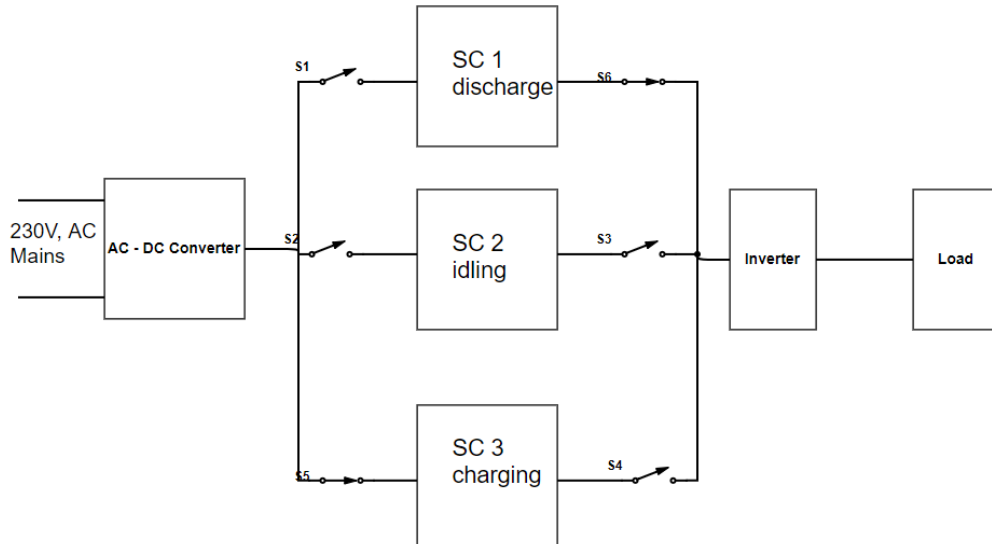 S1
SC 1
discharge
S6
230V, AC
Mains
AC - DC Converter
S2
SC 2
idling
S3
Inverter
Load
S5
SC 3
charging
S4